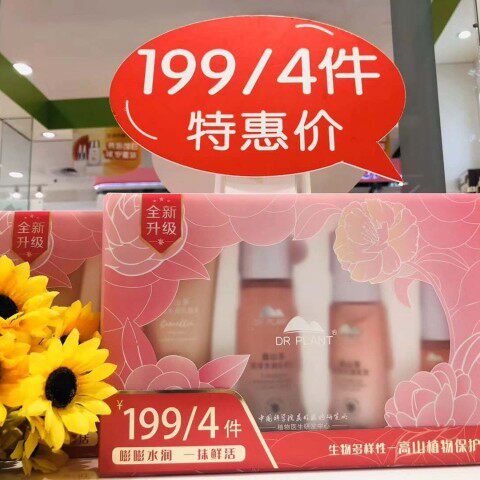 199/4件
特惠价
全新
升级
全新
升级
DR PLANT
植物医生研发中心
¥199/4件
嘭嘭水润 一抹鲜活
生物多样性-高山植物保护